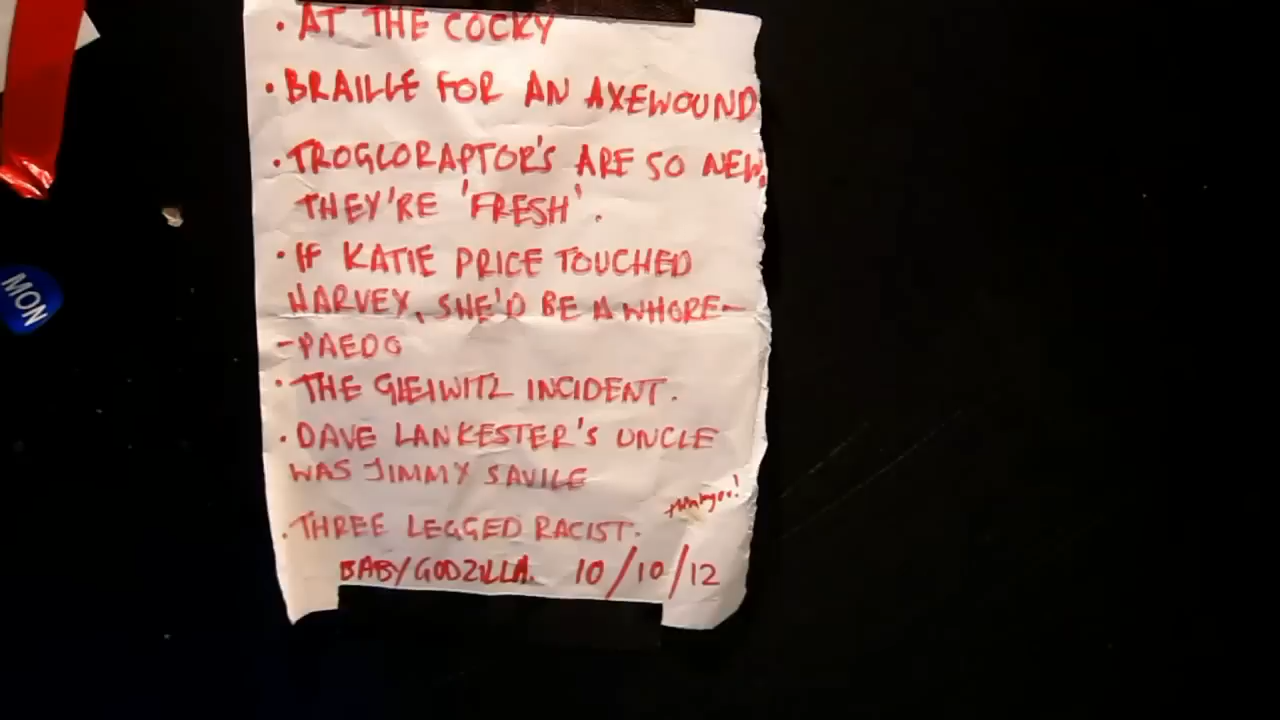 • AT THE COCKY
• BRAILLE FOR AN AXEWOUND
• TROGLORAPTOR'S ARE SO NEW,
THEY'RE 'FRESH'.
• IF KATIE PRICE TOUCHED
HARVEY, SHE'D BE A WHORE-
-PAEDO
• THE GLEIWITZ INCIDENT.
• DAVE LANKESTER'S UNCLE
WAS JIMMY SAVILE
thankyou!
• THREE LEGGED RACIST.
BABY GODZILLA. 10/10/12
MON